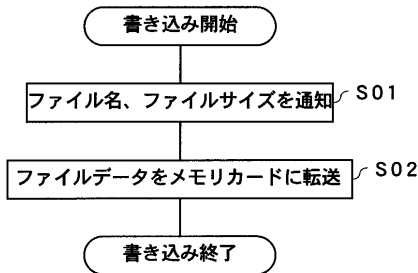 書き込み開始
ファイル名、ファイルサイズを通知
S01
ファイルデータをメモリカードに転送
S02
書き込み終了